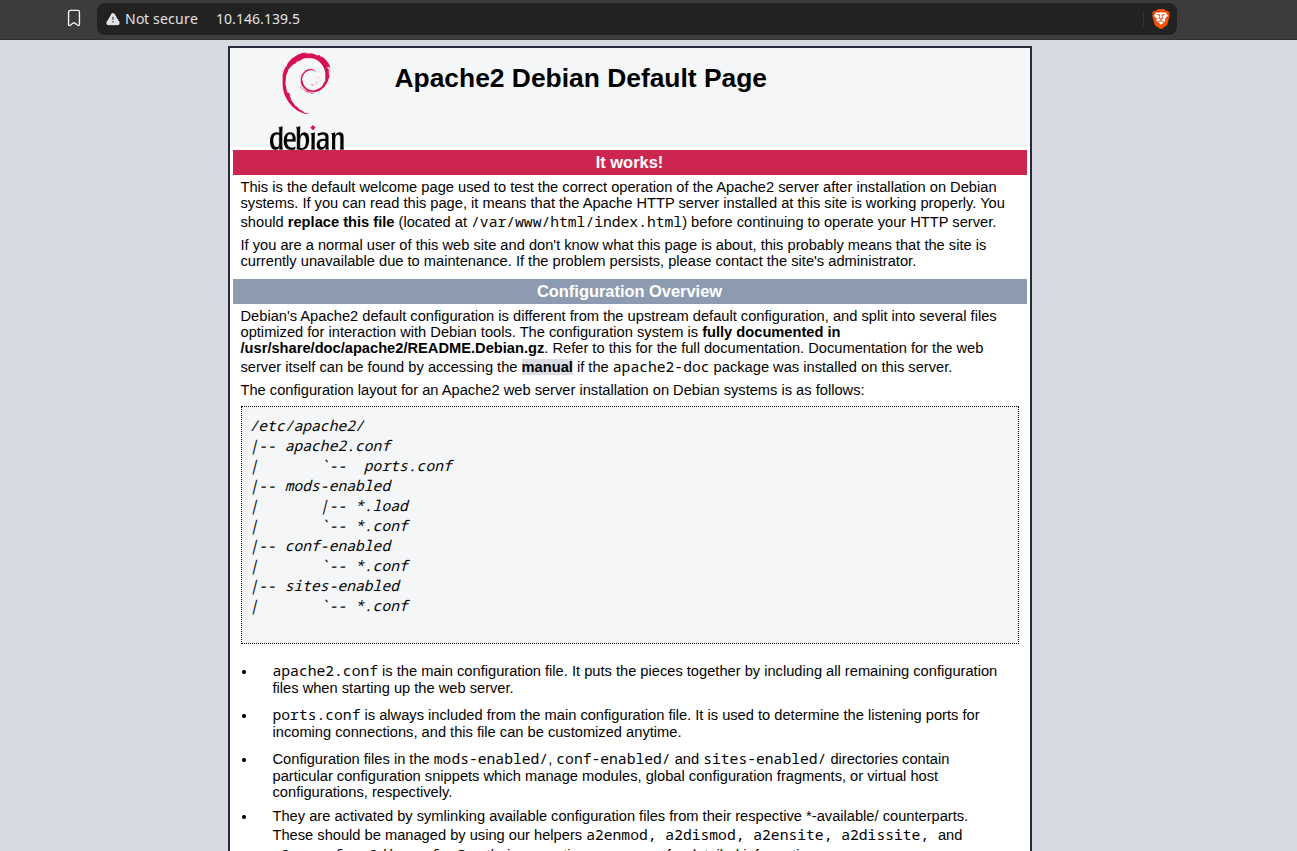 Not secure 10.146.139.5
debian
Apache2 Debian Default Page
It works!
This is the default welcome page used to test the correct operation of the Apache2 server after installation on Debian
systems. If you can read this page, it means that the Apache HTTP server installed at this site is working properly. You
should replace this file (located at /var/www/html/index.html) before continuing to operate your HTTP server.
If you are a normal user of this web site and don't know what this page is about, this probably means that the site is
currently unavailable due to maintenance. If the problem persists, please contact the site's administrator.
Configuration Overview
Debian's Apache2 default configuration is different from the upstream default configuration, and split into several files
optimized for interaction with Debian tools. The configuration system is fully documented in
/usr/share/doc/apache2/README.Debian.gz. Refer to this for the full documentation. Documentation for the web
server itself can be found by accessing the manual if the apache2-doc package was installed on this server.
The configuration layout for an Apache2 web server installation on Debian systems is as follows:
/etc/apache2/
|-- apache2.conf
|       `--  ports.conf
|-- mods-enabled
|       |-- *.load
|       `-- *.conf
|-- conf-enabled
|       `-- *.conf
|-- sites-enabled
|       `-- *.conf
• apache2.conf is the main configuration file. It puts the pieces together by including all remaining configuration
files when starting up the web server.
• ports.conf is always included from the main configuration file. It is used to determine the listening ports for
incoming connections, and this file can be customized anytime.
• Configuration files in the mods-enabled/, conf-enabled/ and sites-enabled/ directories contain
particular configuration snippets which manage modules, global configuration fragments, or virtual host
configurations, respectively.
• They are activated by symlinking available configuration files from their respective *-available/ counterparts.
These should be managed by using our helpers a2enmod, a2dismod, a2ensite, a2dissite, and